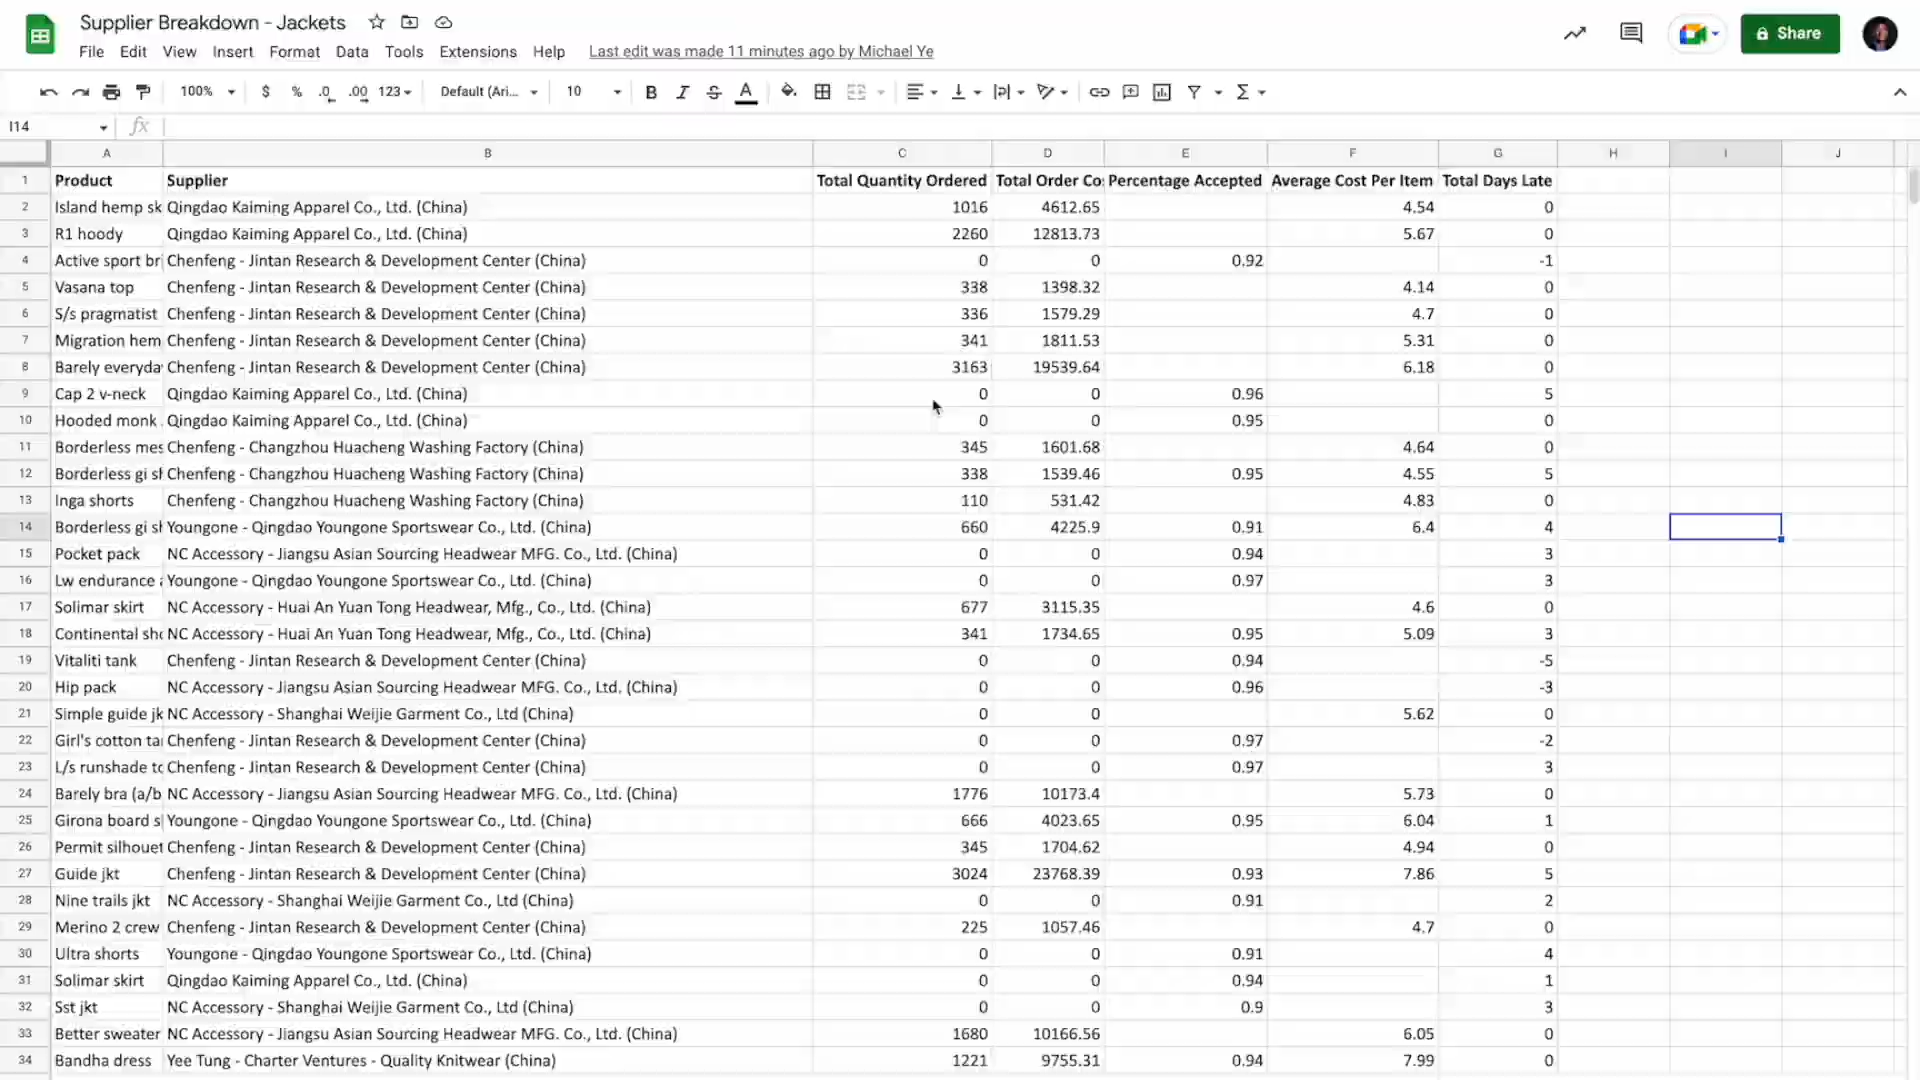 Supplier Breakdown - Jackets
File Edit View Insert Format Data Tools Extensions Help Last edit was made 11 minutes ago by Michael Ye
Share
100% $ % .0 .00 123 Default (Ari... 10 B I S A Σ
I14 fx
A B C D E F G H I J
1 Product Supplier Total Quantity Ordered Total Order Co Percentage Accepted Average Cost Per Item Total Days Late
2 Island hemp sk Qingdao Kaiming Apparel Co., Ltd. (China) 1016 4612.65 4.54 0
3 R1 hoody Qingdao Kaiming Apparel Co., Ltd. (China) 2260 12813.73 5.67 0
4 Active sport bri Chenfeng - Jintan Research & Development Center (China) 0 0 0.92 -1
5 Vasana top Chenfeng - Jintan Research & Development Center (China) 338 1398.32 4.14 0
6 S/s pragmatist Chenfeng - Jintan Research & Development Center (China) 336 1579.29 4.7 0
7 Migration hem Chenfeng - Jintan Research & Development Center (China) 341 1811.53 5.31 0
8 Barely everyda Chenfeng - Jintan Research & Development Center (China) 3163 19539.64 6.18 0
9 Cap 2 v-neck Qingdao Kaiming Apparel Co., Ltd. (China) 0 0 0.96 5
10 Hooded monk Qingdao Kaiming Apparel Co., Ltd. (China) 0 0 0.95 0
11 Borderless mes Chenfeng - Changzhou Huacheng Washing Factory (China) 345 1601.68 4.64 0
12 Borderless gi sh Chenfeng - Changzhou Huacheng Washing Factory (China) 338 1539.46 0.95 4.55 5
13 Inga shorts Chenfeng - Changzhou Huacheng Washing Factory (China) 110 531.42 4.83 0
14 Borderless gi sh Youngone - Qingdao Youngone Sportswear Co., Ltd. (China) 660 4225.9 0.91 6.4 4
15 Pocket pack NC Accessory - Jiangsu Asian Sourcing Headwear MFG. Co., Ltd. (China) 0 0 0.94 3
16 Lw endurance Youngone - Qingdao Youngone Sportswear Co., Ltd. (China) 0 0 0.97 3
17 Solimar skirt NC Accessory - Huai An Yuan Tong Headwear, Mfg., Co., Ltd. (China) 677 3115.35 4.6 0
18 Continental sho NC Accessory - Huai An Yuan Tong Headwear, Mfg., Co., Ltd. (China) 341 1734.65 0.95 5.09 3
19 Vitaliti tank Chenfeng - Jintan Research & Development Center (China) 0 0 0.94 -5
20 Hip pack NC Accessory - Jiangsu Asian Sourcing Headwear MFG. Co., Ltd. (China) 0 0 0.96 -3
21 Simple guide jk NC Accessory - Shanghai Weijie Garment Co., Ltd (China) 0 0 5.62 0
22 Girl's cotton tai Chenfeng - Jintan Research & Development Center (China) 0 0 0.97 -2
23 L/s runshade to Chenfeng - Jintan Research & Development Center (China) 0 0 0.97 3
24 Barely bra (a/b NC Accessory - Jiangsu Asian Sourcing Headwear MFG. Co., Ltd. (China) 1776 10173.4 5.73 0
25 Girona board s Youngone - Qingdao Youngone Sportswear Co., Ltd. (China) 666 4023.65 0.95 6.04 1
26 Permit silhouet Chenfeng - Jintan Research & Development Center (China) 345 1704.62 4.94 0
27 Guide jkt Chenfeng - Jintan Research & Development Center (China) 3024 23768.39 0.93 7.86 5
28 Nine trails jkt NC Accessory - Shanghai Weijie Garment Co., Ltd (China) 0 0 0.91 2
29 Merino 2 crew Chenfeng - Jintan Research & Development Center (China) 225 1057.46 4.7 0
30 Ultra shorts Youngone - Qingdao Youngone Sportswear Co., Ltd. (China) 0 0 0.91 4
31 Solimar skirt Qingdao Kaiming Apparel Co., Ltd. (China) 0 0 0.94 1
32 Sst jkt NC Accessory - Shanghai Weijie Garment Co., Ltd (China) 0 0 0.9 3
33 Better sweater NC Accessory - Jiangsu Asian Sourcing Headwear MFG. Co., Ltd. (China) 1680 10166.56 6.05 0
34 Bandha dress Yee Tung - Charter Ventures - Quality Knitwear (China) 1221 9755.31 0.94 7.99 0